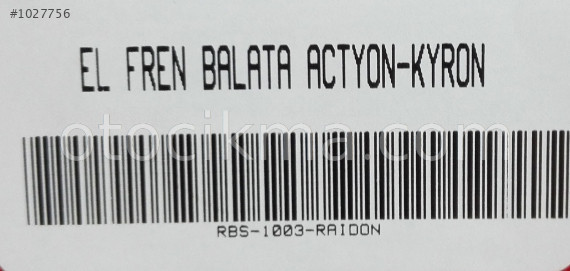 #1027756
EL FREN BALATA ACTYON-KYRON
otocikma.com
RBS-1003-RAIDON